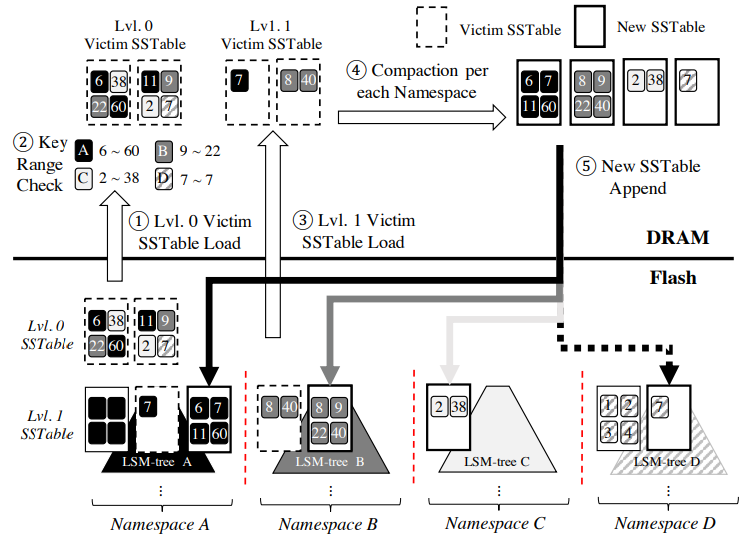 Lvl. 0
Victim SSTable
Lv1. 1
Victim SSTable
Victim SSTable
New SSTable
6 38 11 9
22 60 2 7
7
8 40
④ Compaction per
each Namespace
6 7 8 9 2 38 7
11 60 22 40
② Key
Range
Check
A 6 ~ 60 B 9 ~ 22
C 2 ~ 38 D 7 ~ 7
① Lvl. 0 Victim
SSTable Load
③ Lvl. 1 Victim
SSTable Load
⑤ New SSTable
Append
DRAM
Flash
Lvl. 0
SSTable
6 38 11 9
22 60 2 7
Lvl. 1
SSTable
7
6 7
11 60
LSM-tree A
8 40
8 9
22 40
LSM-tree B
2 38
LSM-tree C
1 2
3 4
7
LSM-tree D
⋮ ⋮ ⋮ ⋮
Namespace A
Namespace B
Namespace C
Namespace D